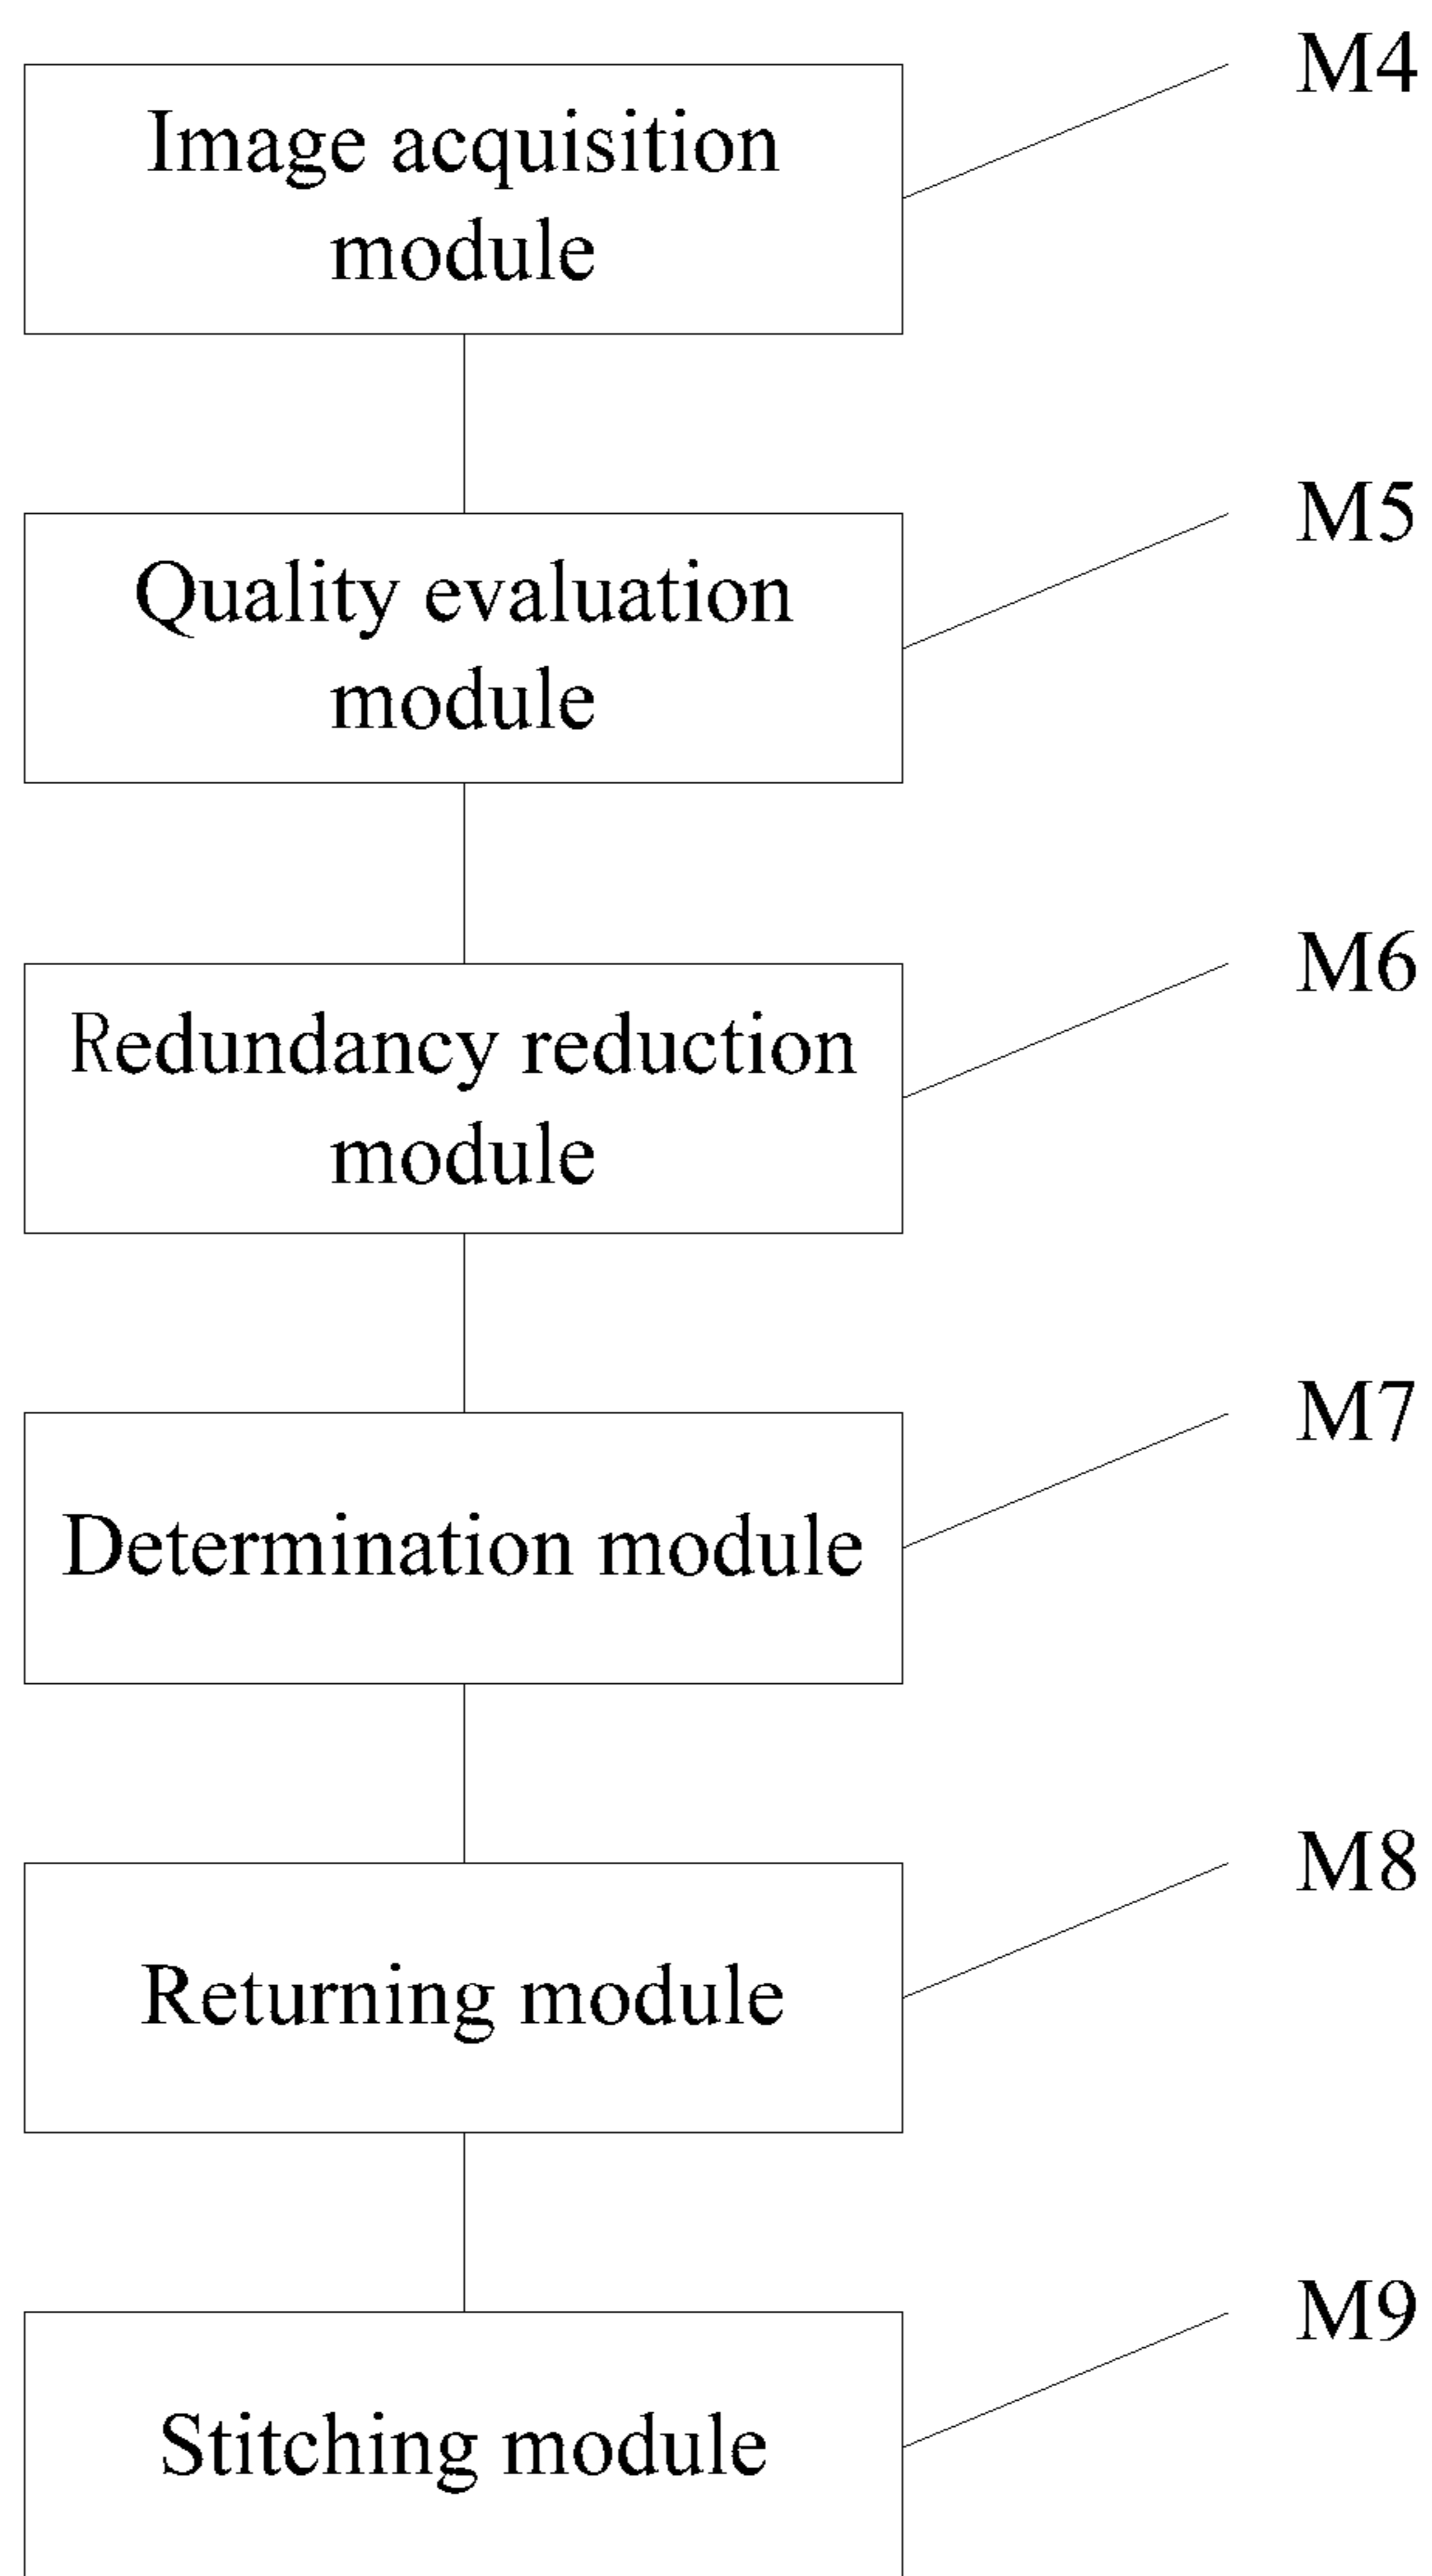 M4
Image acquisition
module
M5
Quality evaluation
module
M6
Redundancy reduction
module
M7
Determination module
M8
Returning module
M9
Stitching module